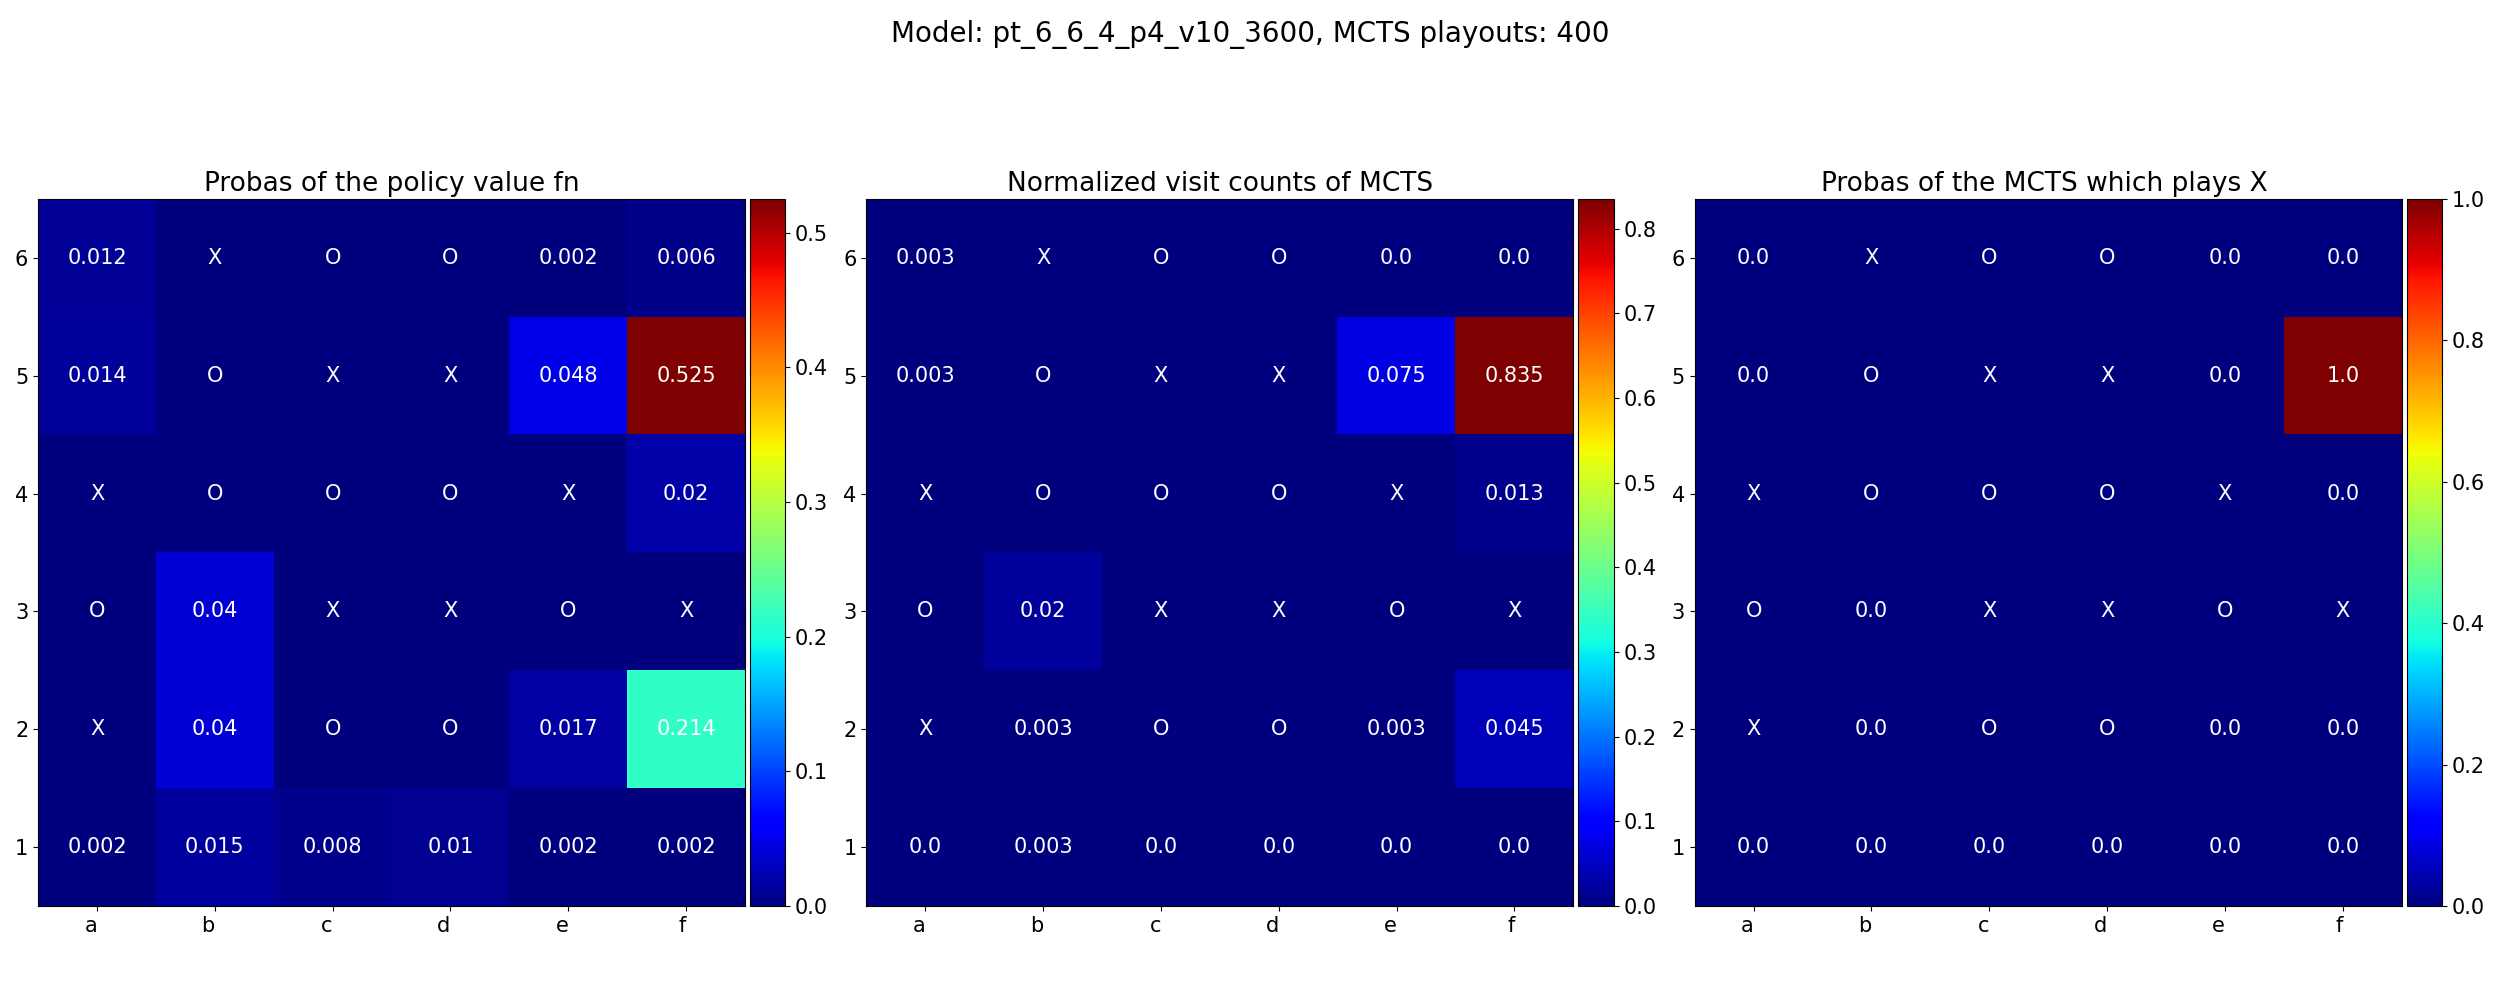 Model: pt_6_6_4_p4_v10_3600, MCTS playouts: 400
Probas of the policy value fn
6 0.012 X O O 0.002 0.006
5 0.014 O X X 0.048 0.525
4 X O O O X 0.02
3 O 0.04 X X O X
2 X 0.04 O O 0.017 0.214
1 0.002 0.015 0.008 0.01 0.002 0.002
a b c d e f
0.5
0.4
0.3
0.2
0.1
0.0
Normalized visit counts of MCTS
6 0.003 X O O 0.0 0.0
5 0.003 O X X 0.075 0.835
4 X O O O X 0.013
3 O 0.02 X X O X
2 X 0.003 O O 0.003 0.045
1 0.0 0.003 0.0 0.0 0.0 0.0
a b c d e f
0.8
0.7
0.6
0.5
0.4
0.3
0.2
0.1
0.0
Probas of the MCTS which plays X
6 0.0 X O O 0.0 0.0
5 0.0 O X X 0.0 1.0
4 X O O O X 0.0
3 O 0.0 X X O X
2 X 0.0 O O 0.0 0.0
1 0.0 0.0 0.0 0.0 0.0 0.0
a b c d e f
1.0
0.8
0.6
0.4
0.2
0.0